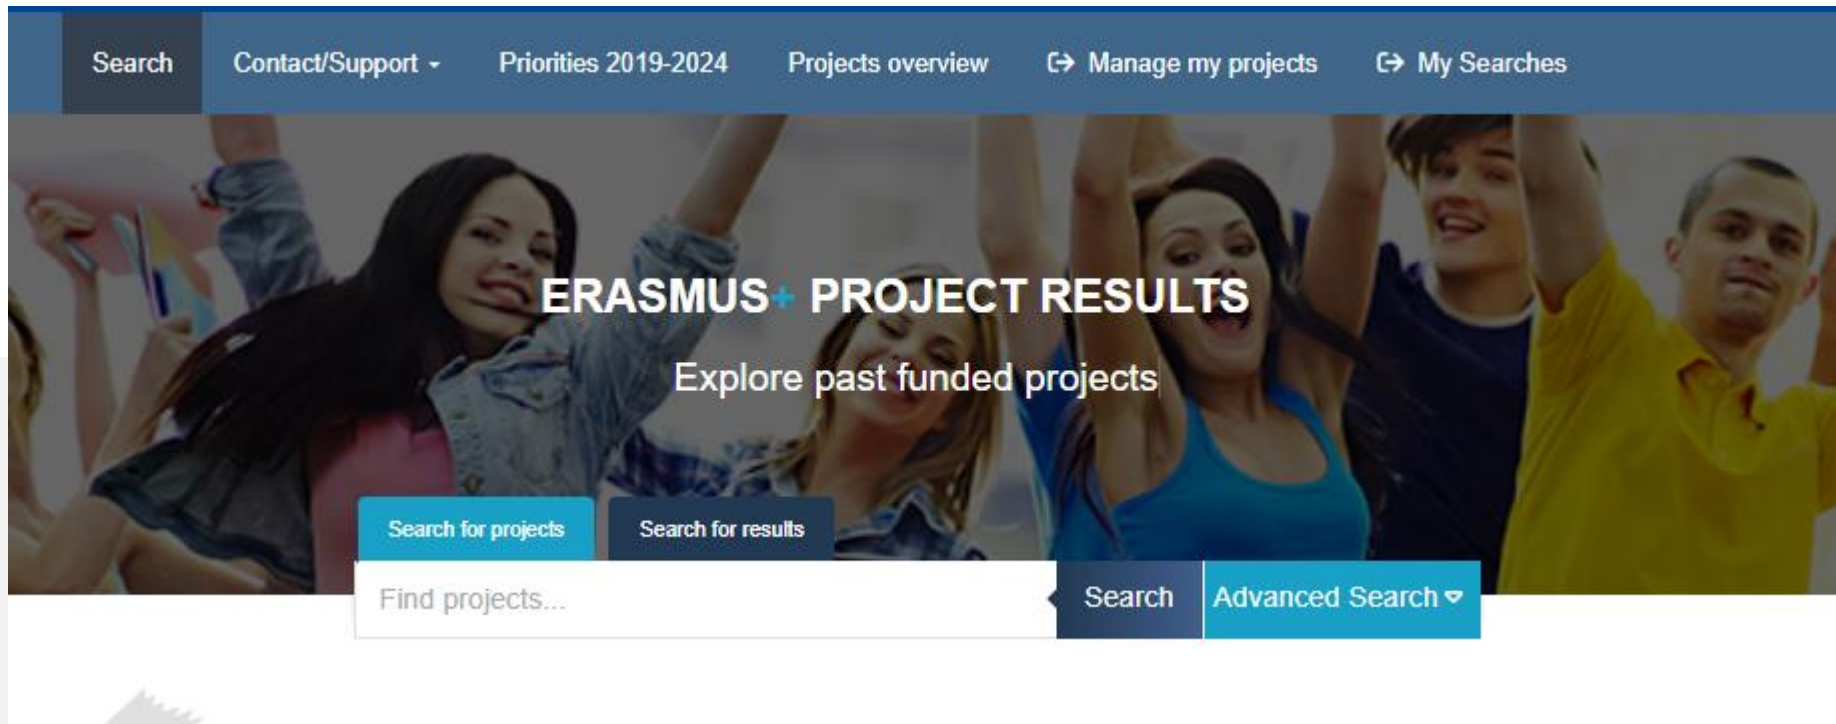 Search Contact/Support Priorities 2019-2024 Projects overview Manage my projects My Searches
ERASMUS+ PROJECT RESULTS
Explore past funded projects
Search for projects Search for results
Find projects... Search Advanced Search